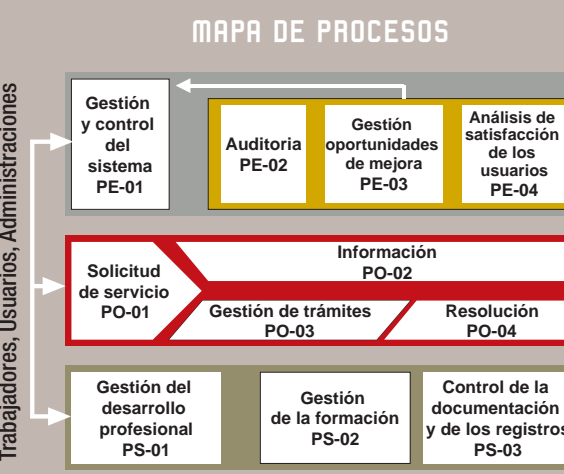 MAPA DE PROCESOS
Trabajadores, Usuarios, Administraciones
Gestión
y control
del
sistema
PE-01
Auditoria
PE-02
Gestión
oportunidades
de mejora
PE-03
Análisis de
satisfacción
de los
usuarios
PE-04
Solicitud
de servicio
PO-01
Información
PO-02
Gestión de trámites
PO-03
Resolución
PO-04
Gestión del
desarrollo
profesional
PS-01
Gestión
de la formación
PS-02
Control de la
documentación
y de los registros
PS-03